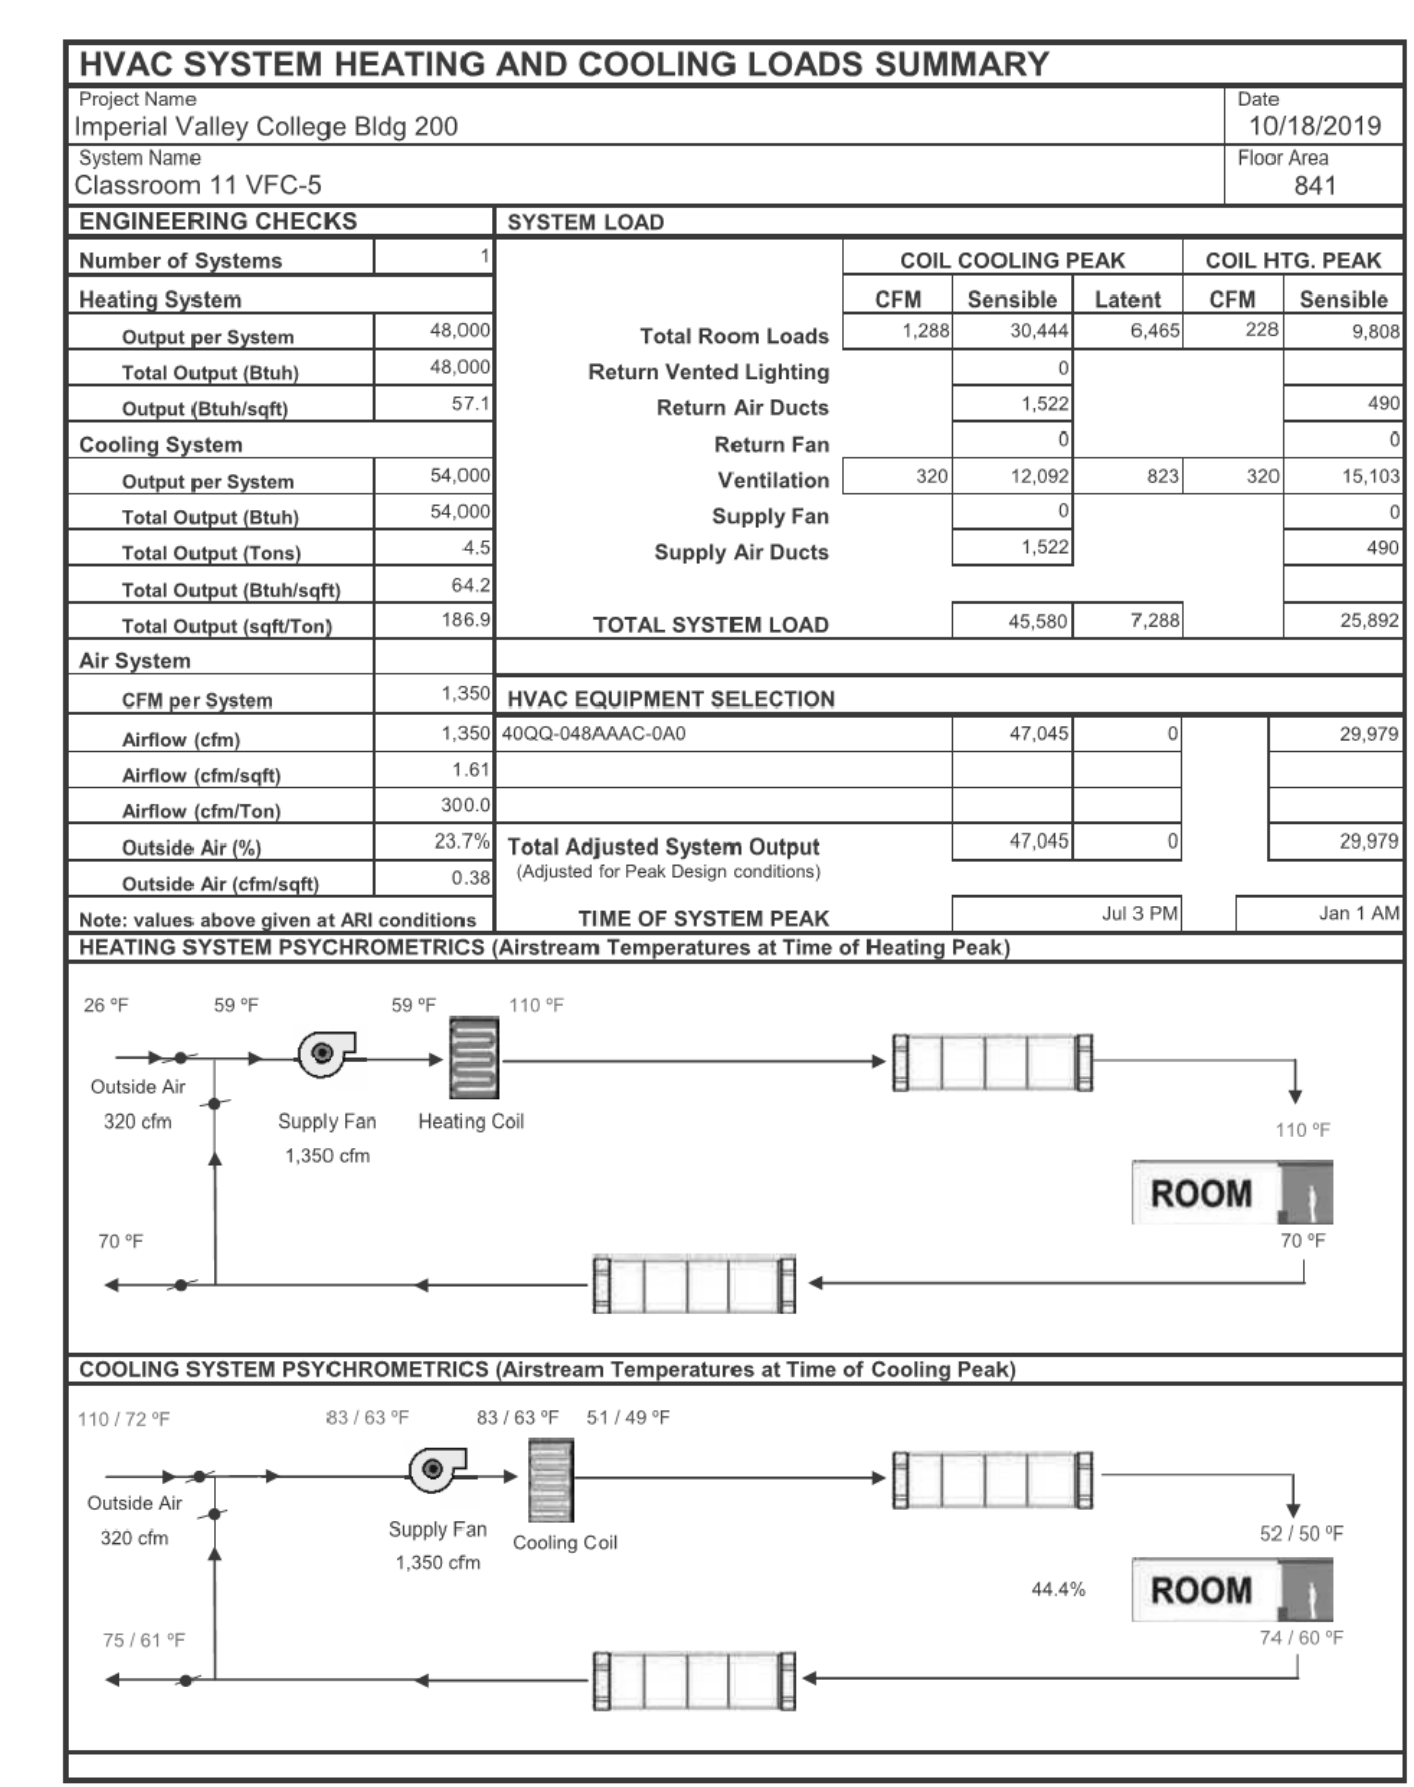 HVAC SYSTEM HEATING AND COOLING LOADS SUMMARY
Project Name
Imperial Valley College Bldg 200
Date
10/18/2019
System Name
Classroom 11 VFC-5
Floor Area
841
ENGINEERING CHECKS
Number of Systems 1
Heating System
Output per System 48,000
Total Output (Btuh) 48,000
Output (Btuh/sqft) 57.1
Cooling System
Output per System 54,000
Total Output (Btuh) 54,000
Total Output (Tons) 4.5
Total Output (Btuh/sqft) 64.2
Total Output (sqft/Ton) 186.9
Air System
CFM per System 1,350
Airflow (cfm) 1,350
Airflow (cfm/sqft) 1.61
Airflow (cfm/Ton) 300.0
Outside Air (%) 23.7%
Outside Air (cfm/sqft) 0.38
Note: values above given at ARI conditions
SYSTEM LOAD
COIL COOLING PEAK COIL HTG. PEAK
CFM Sensible Latent CFM Sensible
Total Room Loads 1,288 30,444 6,465 228 9,808
Return Vented Lighting 0
Return Air Ducts 1,522 490
Return Fan 0 0
Ventilation 320 12,092 823 320 15,103
Supply Fan 0 0
Supply Air Ducts 1,522 490
TOTAL SYSTEM LOAD 45,580 7,288 25,892
HVAC EQUIPMENT SELECTION
40QQ-048AAAC-0A0 47,045 0 29,979
Total Adjusted System Output 47,045 0 29,979
(Adjusted for Peak Design conditions)
TIME OF SYSTEM PEAK Jul 3 PM Jan 1 AM
HEATING SYSTEM PSYCHROMETRICS (Airstream Temperatures at Time of Heating Peak)
26 ºF 59 ºF 59 ºF 110 ºF
Outside Air
320 cfm
Supply Fan
1,350 cfm
Heating Coil
110 ºF
ROOM
70 ºF 70 ºF
COOLING SYSTEM PSYCHROMETRICS (Airstream Temperatures at Time of Cooling Peak)
110 / 72 ºF 83 / 63 ºF 83 / 63 ºF 51 / 49 ºF
Outside Air
320 cfm
Supply Fan
1,350 cfm
Cooling Coil
52 / 50 ºF
44.4% ROOM
75 / 61 ºF 74 / 60 ºF